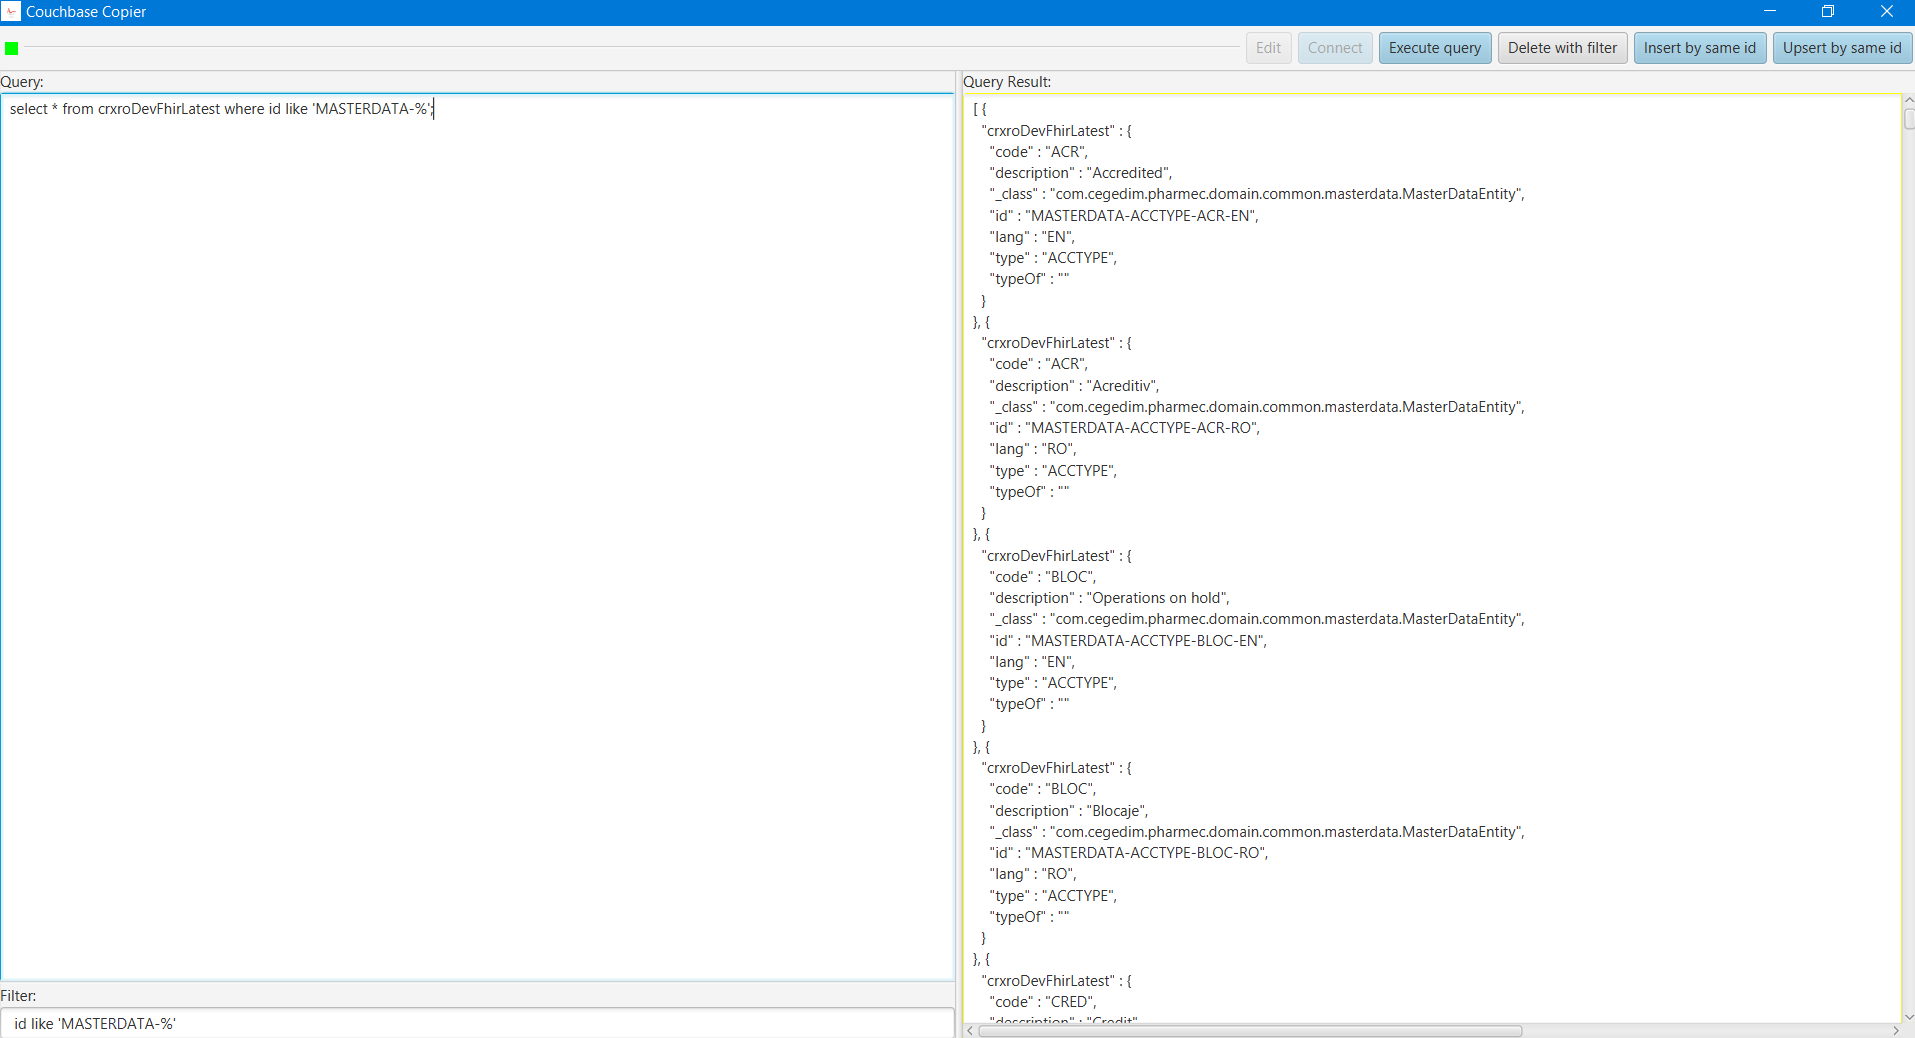 Couchbase Copier
Edit Connect Execute query Delete with filter Insert by same id Upsert by same id
Query:
select * from crxroDevFhirLatest where id like 'MASTERDATA-%';
Filter:
id like 'MASTERDATA-%'
Query Result:
[ {
"crxroDevFhirLatest" : {
"code" : "ACR",
"description" : "Accredited",
"_class" : "com.cegedim.pharmec.domain.common.masterdata.MasterDataEntity",
"id" : "MASTERDATA-ACCTYPE-ACR-EN",
"lang" : "EN",
"type" : "ACCTYPE",
"typeOf" : ""
}
}, {
"crxroDevFhirLatest" : {
"code" : "ACR",
"description" : "Acreditiv",
"_class" : "com.cegedim.pharmec.domain.common.masterdata.MasterDataEntity",
"id" : "MASTERDATA-ACCTYPE-ACR-RO",
"lang" : "RO",
"type" : "ACCTYPE",
"typeOf" : ""
}
}, {
"crxroDevFhirLatest" : {
"code" : "BLOC",
"description" : "Operations on hold",
"_class" : "com.cegedim.pharmec.domain.common.masterdata.MasterDataEntity",
"id" : "MASTERDATA-ACCTYPE-BLOC-EN",
"lang" : "EN",
"type" : "ACCTYPE",
"typeOf" : ""
}
}, {
"crxroDevFhirLatest" : {
"code" : "BLOC",
"description" : "Blocaje",
"_class" : "com.cegedim.pharmec.domain.common.masterdata.MasterDataEntity",
"id" : "MASTERDATA-ACCTYPE-BLOC-RO",
"lang" : "RO",
"type" : "ACCTYPE",
"typeOf" : ""
}
}, {
"crxroDevFhirLatest" : {
"code" : "CRED",
"description" : "Credit"